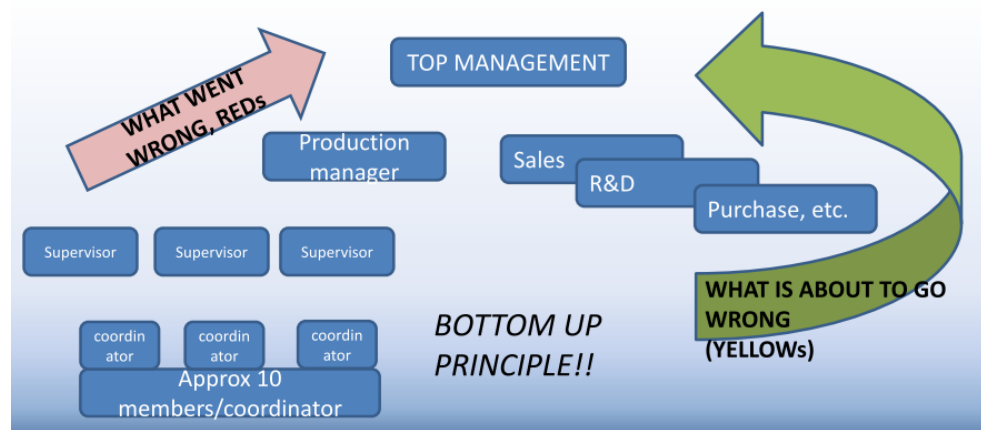 TOP MANAGEMENT
WHAT WENT
WRONG, REDs
Production
manager
Sales
R&D
Purchase, etc.
Supervisor
Supervisor
Supervisor
WHAT IS ABOUT TO GO
WRONG
(YELLOWs)
BOTTOM UP
PRINCIPLE!!
coordin
ator
coordin
ator
coordin
ator
Approx 10
members/coordinator